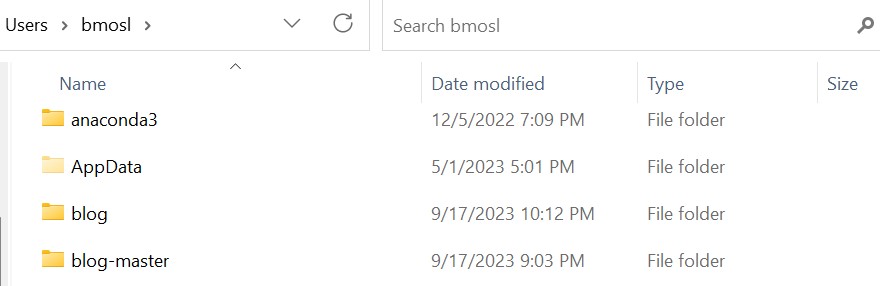 Users > bmosl >
Search bmosl
Name Date modified Type Size
anaconda3 12/5/2022 7:09 PM File folder
AppData 5/1/2023 5:01 PM File folder
blog 9/17/2023 10:12 PM File folder
blog-master 9/17/2023 9:03 PM File folder